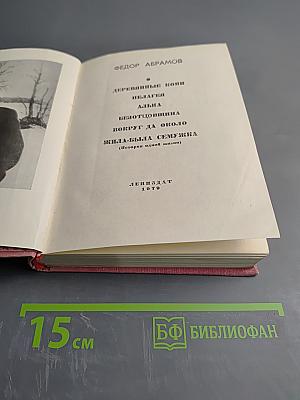 ФЕДОР АБРАМОВ
ДЕРЕВЯННЫЕ КОНИ
ПЕЛАГЕЯ
АЛЬКА
БЕЗОТЦОВЩИНА
ВОКРУГ ДА ОКОЛО
ЖИЛА-БЫЛА СЕМУЖКА
(История одной жизни)
ЛЕНИЗДАТ
1979
15 см
БФ БИБЛИОФАН